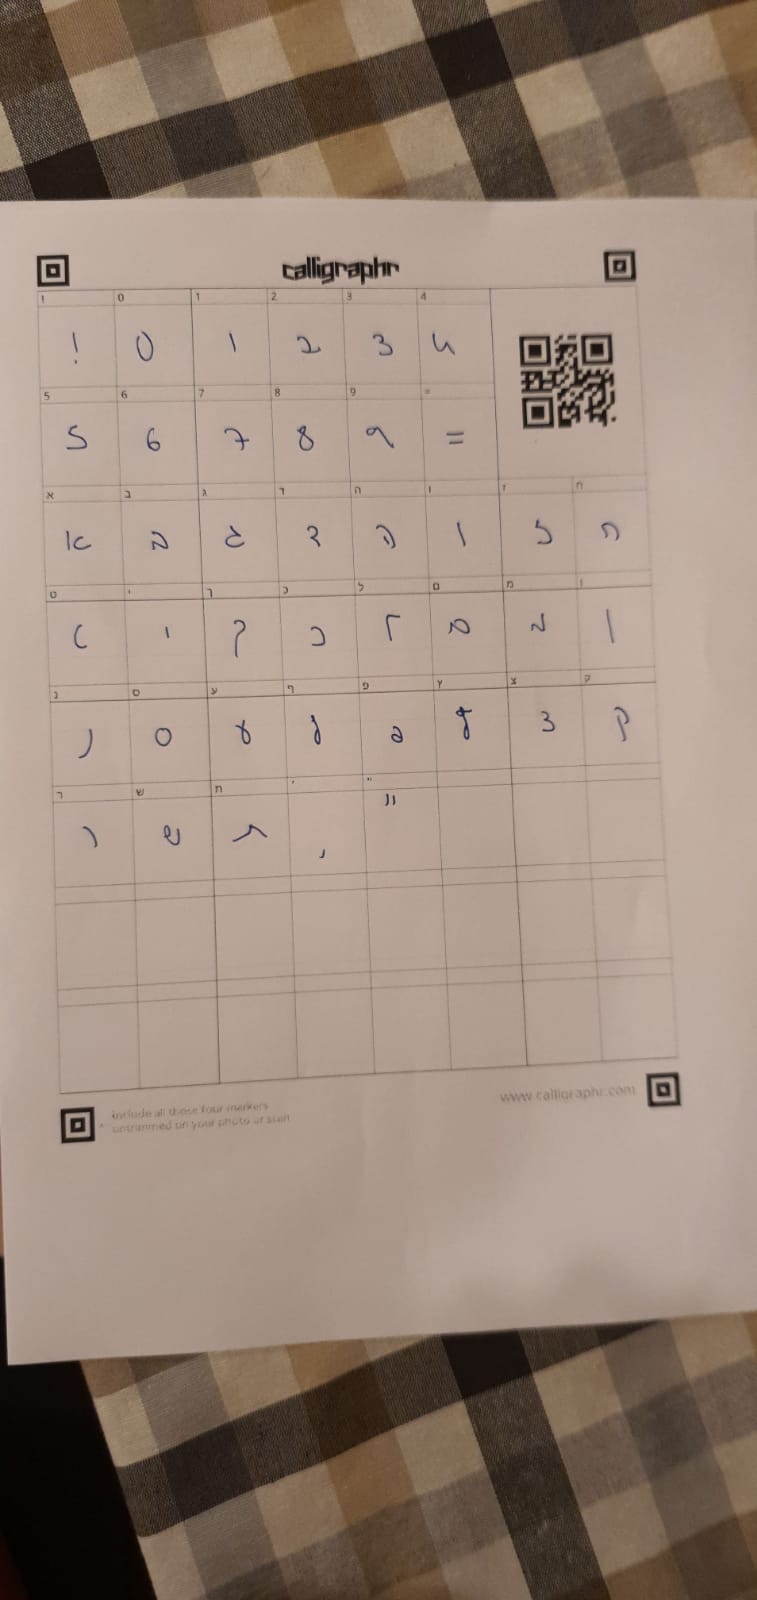 calligraphr
! 0 1 2 3 4
! 0 1 2 3 4
5 6 7 8 9 =
5 6 7 8 9 =
א ב ג ד ה ו ז ח
א ב ג ד ה ו ז ח
ט י ך כ ל ם מ ן
ט י ך כ ל ם מ ן
נ ס ע ף פ ץ צ ק
נ ס ע ף פ ץ צ ק
ר ש ת ' "
ר ש ת , "
include all these four markers
untrimmed on your photo or scan
www.calligraphr.com